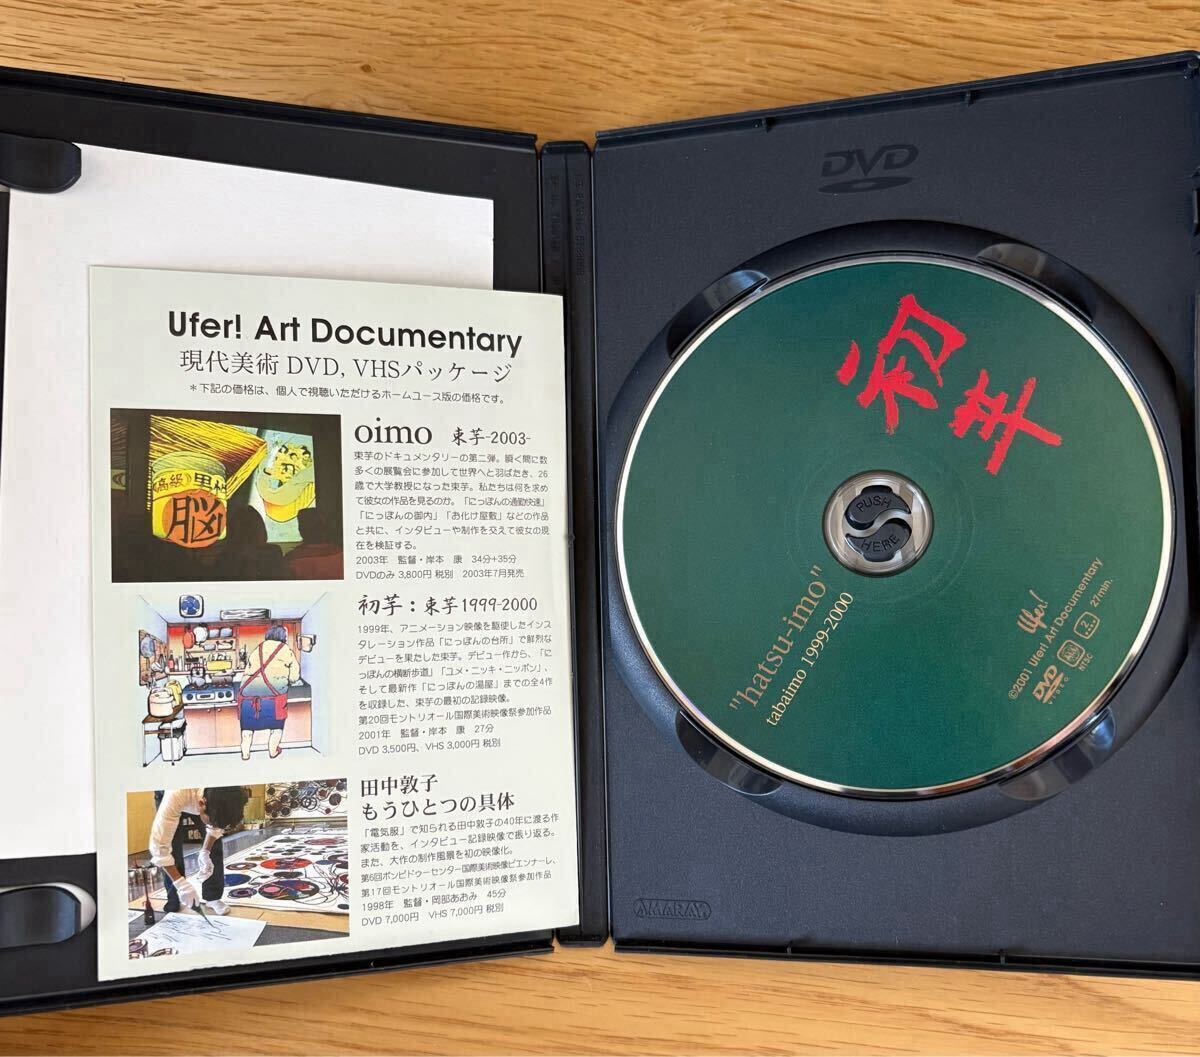 Ufer! Art Documentary
現代美術 DVD, VHSパッケージ
＊下記の価格は、個人で視聴いただけるホームユース版の価格です。
高級 男
脳
oimo 束芋-2003-
束芋のドキュメンタリーの第二弾。瞬く間に数
多くの展覧会に参加して世界へと羽ばたき、26
歳で大学教授になった束芋。私たちは何を求め
て彼女の作品を見るのか。「にっぽんの通勤快速」
「にっぽんの御内」「お化け屋敷」などの作品
と共に、インタビューや制作を交えて彼女の現
在を検証する。
2003年 監督・岸本 康 34分+35分
DVDのみ 3,800円 税別 2003年7月発売
初芋：束芋1999-2000
1999年、アニメーション映像を駆使したインス
タレーション作品「にっぽんの台所」で鮮烈な
デビューを果たした束芋。デビュー作から、「に
っぽんの横断歩道」「ユメ・ニッキ・ニッポン」、
そして最新作「にっぽんの湯屋」までの全4作
を収録した、束芋の最初の記録映像。
第20回モントリオール国際美術映像祭参加作品
2001年 監督・岸本 康 27分
DVD 3,500円、VHS 3,000円 税別
田中敦子
もうひとつの具体
「電気服」で知られる田中敦子の40年に渡る作
家活動を、インタビュー記録映像で振り返る。
また、大作の制作風景を初の映像化。
第6回ポンピドゥーセンター国際美術映像ビエンナーレ、
第17回モントリオール国際美術映像祭参加作品
1998年 監督・岡部あおみ 45分
DVD 7,000円 VHS 7,000円 税別
DVD
初芋
PUSH
HERE
"hatsu-imo"
tabaimo 1999-2000
Ufer!
©2001 Ufer! Art Documentary
DVD
VIDEO
ALL
NTSC
2
27min.
AMARAY